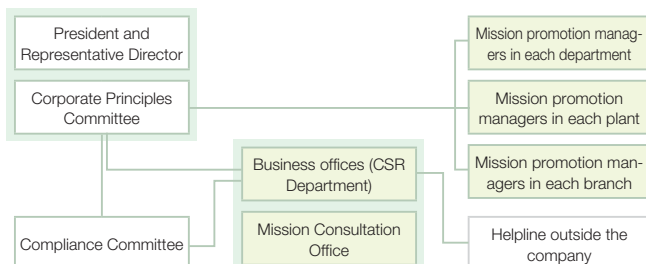 President and
Representative Director
Corporate Principles
Committee
Mission promotion manag-
ers in each department
Mission promotion
managers in each plant
Mission promotion man-
agers in each branch
Business offices (CSR
Department)
Mission Consultation
Office
Compliance Committee
Helpline outside the
company